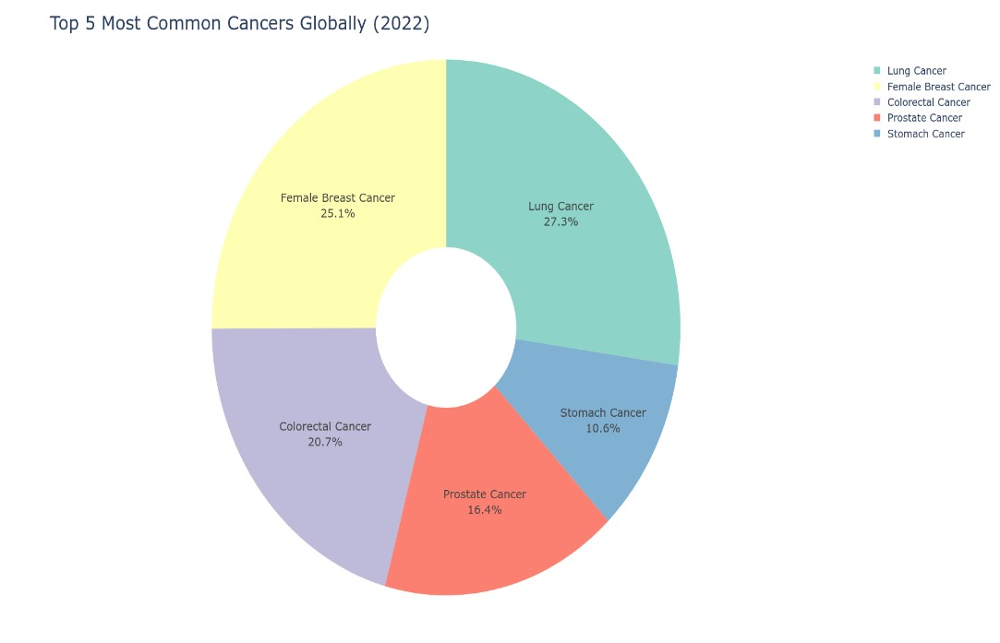 Top 5 Most Common Cancers Globally (2022)
Lung Cancer
Female Breast Cancer
Colorectal Cancer
Prostate Cancer
Stomach Cancer
Female Breast Cancer
25.1%
Lung Cancer
27.3%
Stomach Cancer
10.6%
Colorectal Cancer
20.7%
Prostate Cancer
16.4%